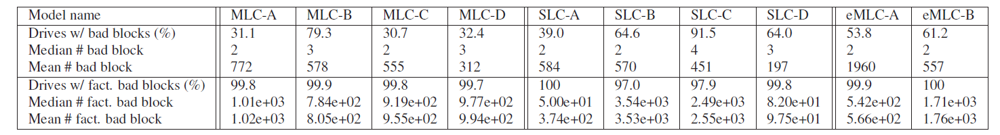 Model name MLC-A MLC-B MLC-C MLC-D SLC-A SLC-B SLC-C SLC-D eMLC-A eMLC-B
Drives w/ bad blocks (%) 31.1 79.3 30.7 32.4 39.0 64.6 91.5 64.0 53.8 61.2
Median # bad block 2 3 2 3 2 2 4 3 2 2
Mean # bad block 772 578 555 312 584 570 451 197 1960 557
Drives w/ fact. bad blocks (%) 99.8 99.9 99.8 99.7 100 97.0 97.9 99.8 99.9 100
Median # fact. bad block 1.01e+03 7.84e+02 9.19e+02 9.77e+02 5.00e+01 3.54e+03 2.49e+03 8.20e+01 5.42e+02 1.71e+03
Mean # fact. bad block 1.02e+03 8.05e+02 9.55e+02 9.94e+02 3.74e+02 3.53e+03 2.55e+03 9.75e+01 5.66e+02 1.76e+03